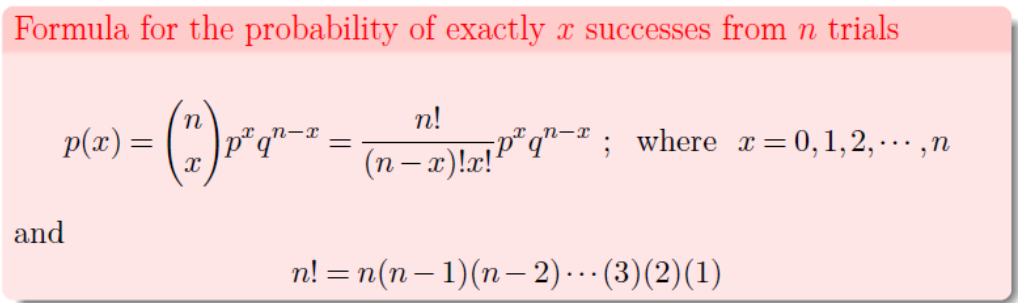 Formula for the probability of exactly x successes from n trials
p(x) = \binom{n}{x} p^x q^{n-x} = \frac{n!}{(n-x)!x!} p^x q^{n-x} ; where x = 0, 1, 2, \cdots, n
and
n! = n(n-1)(n-2)\cdots(3)(2)(1)